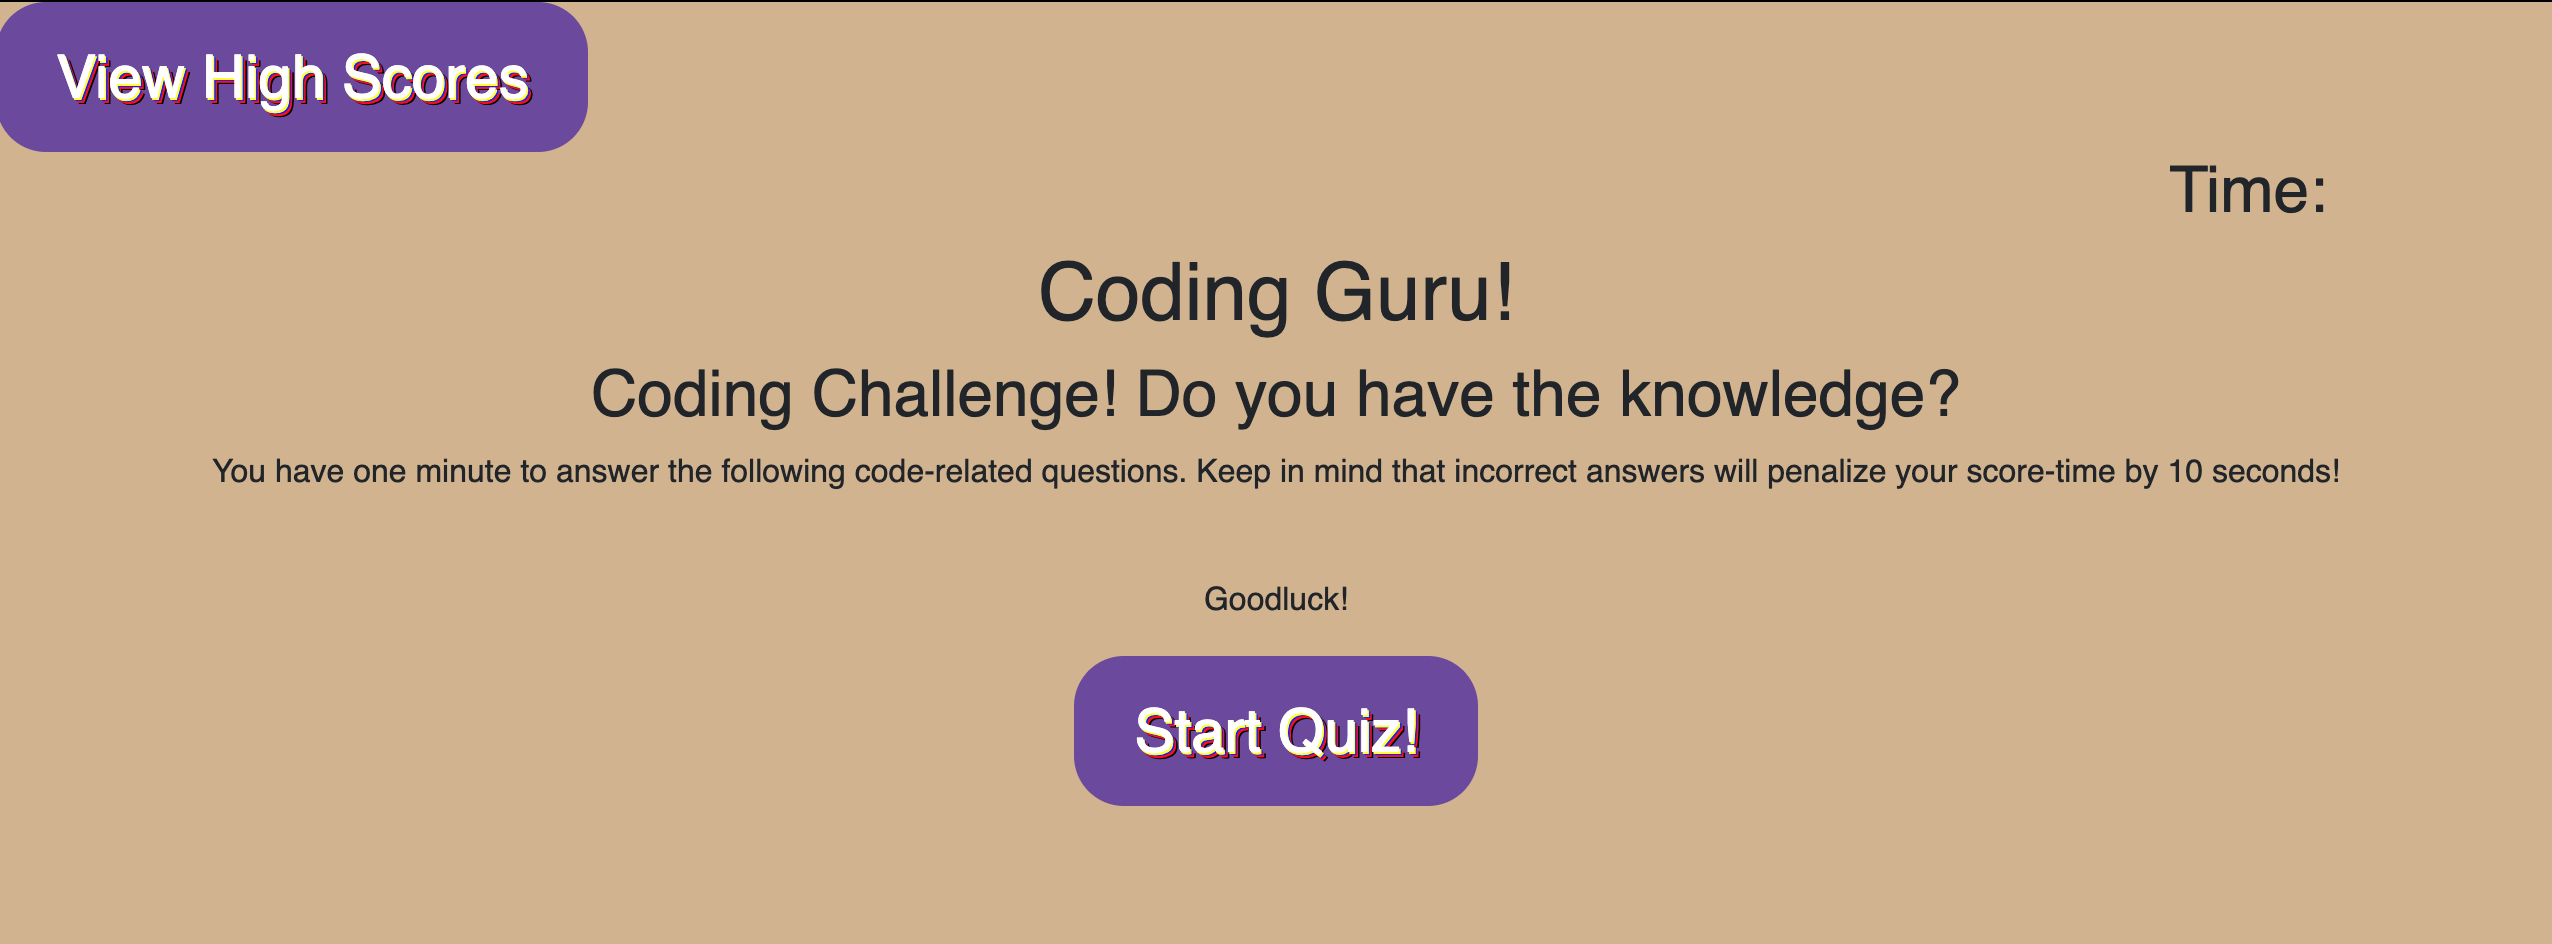 View High Scores
Time:
Coding Guru!
Coding Challenge! Do you have the knowledge?
You have one minute to answer the following code-related questions. Keep in mind that incorrect answers will penalize your score-time by 10 seconds!
Goodluck!
Start Quiz!